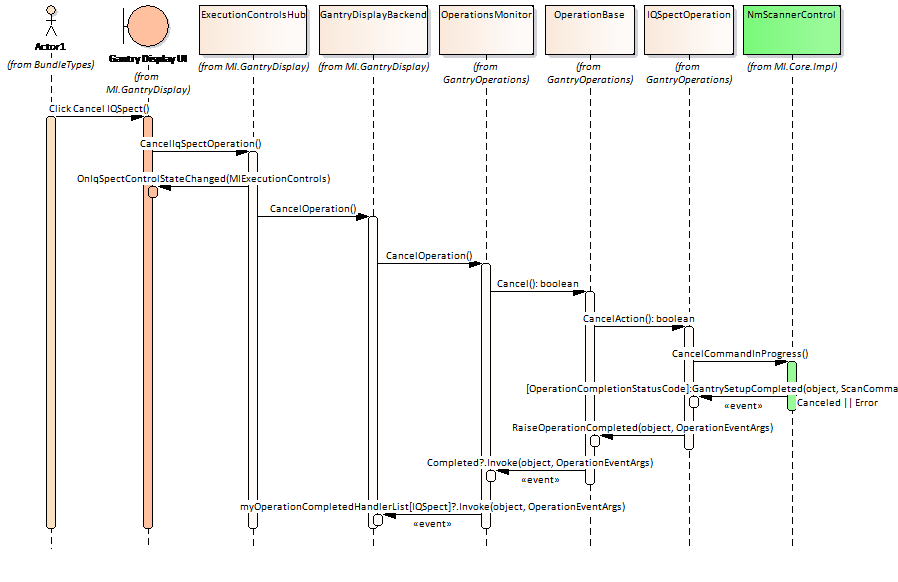 ExecutionControlsHub
GantryDisplayBackend
OperationsMonitor
OperationBase
IQSpectOperation
NmScannerControl
Actor1
(from BundleTypes)
Gantry Display UI
(from
MI.GantryDisplay)
(from MI.GantryDisplay)
(from MI.GantryDisplay)
(from
GantryOperations)
(from
GantryOperations)
(from
GantryOperations)
(from MI.Core.Impl)
Click Cancel IQSpect()
CancelIqSpectOperation()
OnIqSpectControlStateChanged(MIExecutionControls)
CancelOperation()
CancelOperation()
Cancel(): boolean
CancelAction(): boolean
CancelCommandInProgress()
[OperationCompletionStatusCode]:GantrySetupCompleted(object, ScanComma
«event»
Canceled || Error
RaiseOperationCompleted(object, OperationEventArgs)
Completed?.Invoke(object, OperationEventArgs)
«event»
myOperationCompletedHandlerList[IQSpect]?.Invoke(object, OperationEventArgs)
«event»